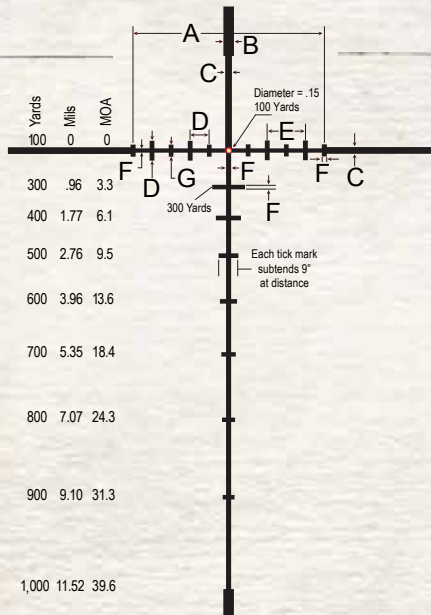 A
B
C
Diameter = .15
100 Yards
Yards Mils MOA
100 0 0
D
E
F D G F F F C
300 .96 3.3
300 Yards
400 1.77 6.1
500 2.76 9.5
Each tick mark
subtends 9"
at distance
600 3.96 13.6
700 5.35 18.4
800 7.07 24.3
900 9.10 31.3
1,000 11.52 39.6